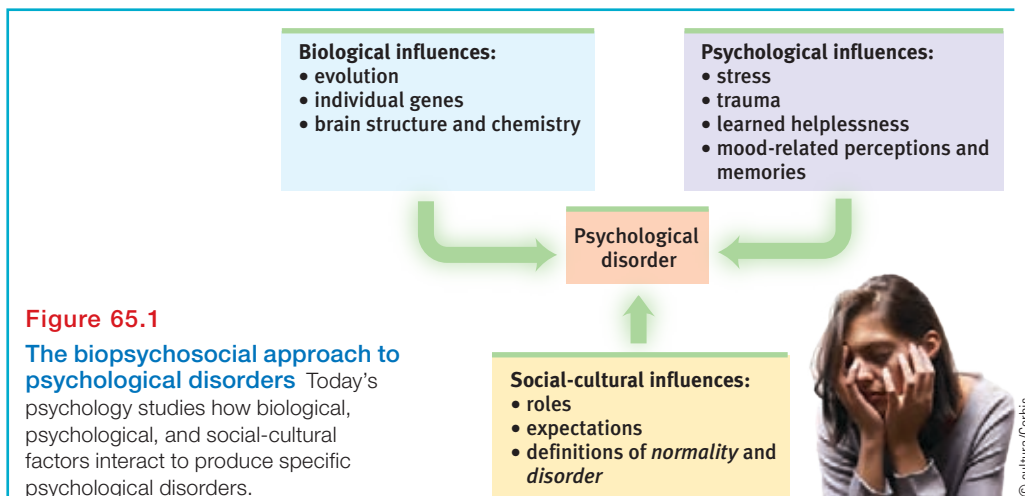 Biological influences:
• evolution
• individual genes
• brain structure and chemistry
Psychological influences:
• stress
• trauma
• learned helplessness
• mood-related perceptions and
memories
Psychological
disorder
Figure 65.1
The biopsychosocial approach to
psychological disorders Today’s
psychology studies how biological,
psychological, and social-cultural
factors interact to produce specific
psychological disorders.
Social-cultural influences:
• roles
• expectations
• definitions of normality and
disorder
© cultura/Corbis